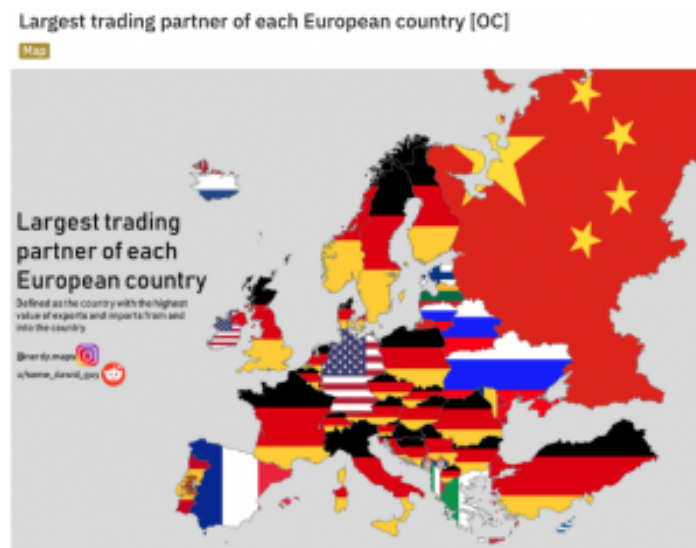 Largest trading partner of each European country [OC]
Map
Largest trading
partner of each
European country
Defined as the country with the highest
value of exports and imports from and
into the country
@nerdy.maps
u/some_dawid_guy